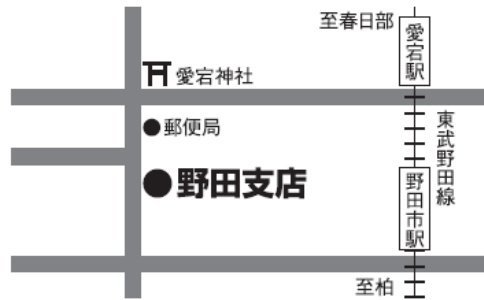 至春日部
愛宕駅
愛宕神社
郵便局
東武野田線
野田支店
野田市駅
至柏